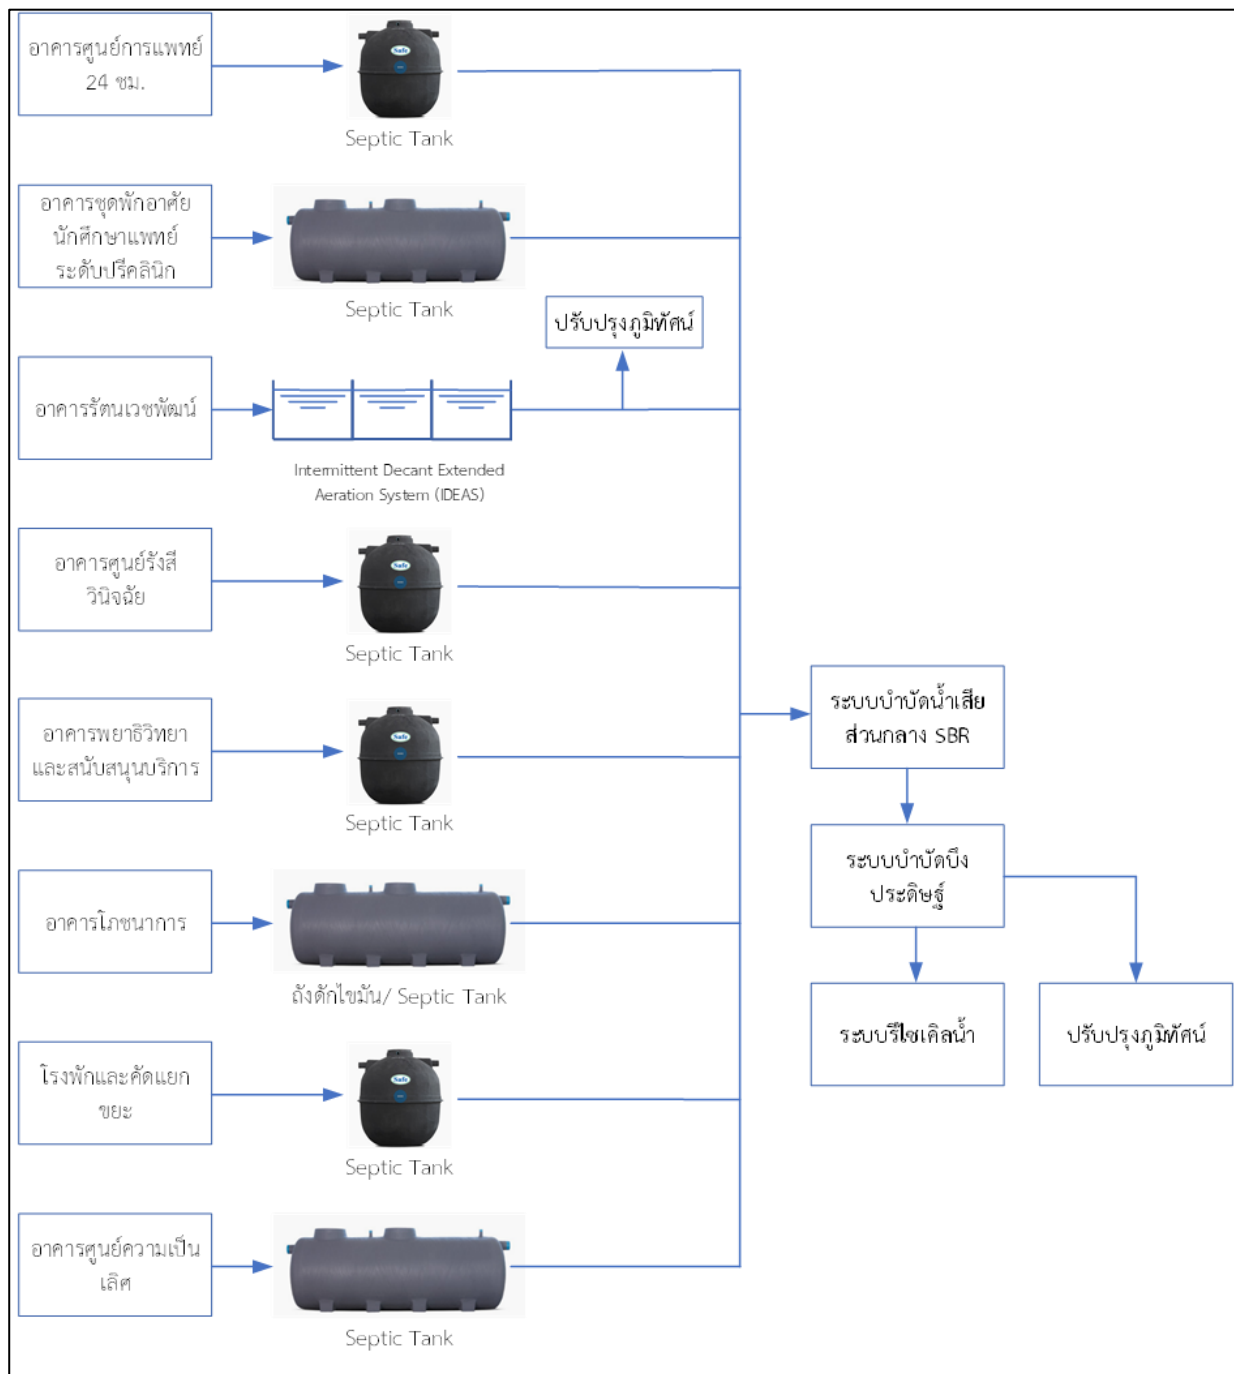 อาคารศูนย์การแพทย์
24 ชม.
Safe
Septic Tank
อาคารชุดพักอาศัย
นักศึกษาแพทย์
ระดับปรีคลินิก
Septic Tank
ปรับปรุงภูมิทัศน์
อาคารรัตนเวชพัฒน์
Intermittent Decant Extended
Aeration System (IDEAS)
อาคารศูนย์รังสี
วินิจฉัย
Safe
Septic Tank
ระบบบำบัดน้ำเสีย
ส่วนกลาง SBR
อาคารพยาธิวิทยา
และสนับสนุนบริการ
Safe
Septic Tank
ระบบบำบัดบึง
ประดิษฐ์
อาคารโภชนาการ
ถังดักไขมัน/ Septic Tank
ระบบรีไซเคิลน้ำ
ปรับปรุงภูมิทัศน์
โรงพักและคัดแยก
ขยะ
Safe
Septic Tank
อาคารศูนย์ความเป็น
เลิศ
Septic Tank